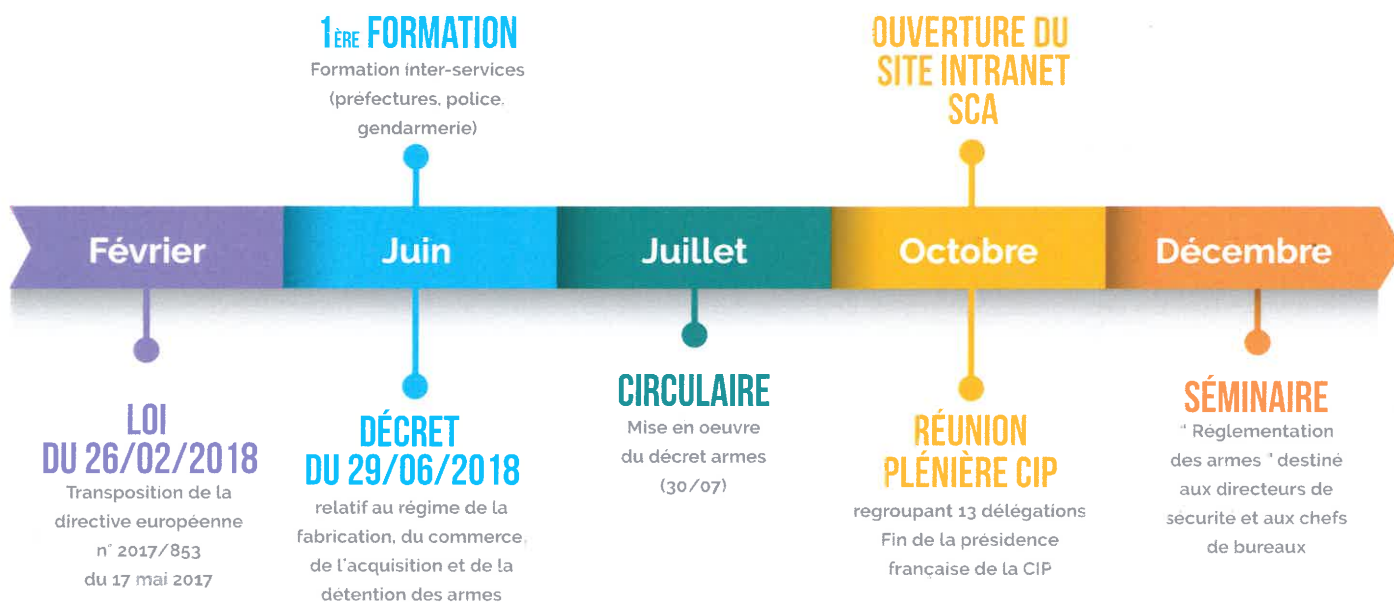 1ÈRE FORMATION
Formation inter-services
(préfectures, police,
gendarmerie)
OUVERTURE DU
SITE INTRANET
SCA
Février
Juin
Juillet
Octobre
Décembre
LOI
DU 26/02/2018
Transposition de la
directive européenne
n° 2017/853
du 17 mai 2017
DÉCRET
DU 29/06/2018
relatif au régime de la
fabrication, du commerce,
de l'acquisition et de la
détention des armes
CIRCULAIRE
Mise en oeuvre
du décret armes
(30/07)
RÉUNION
PLÉNIÈRE CIP
regroupant 13 délégations
Fin de la présidence
française de la CIP
SÉMINAIRE
" Réglementation
des armes " destiné
aux directeurs de
sécurité et aux chefs
de bureaux